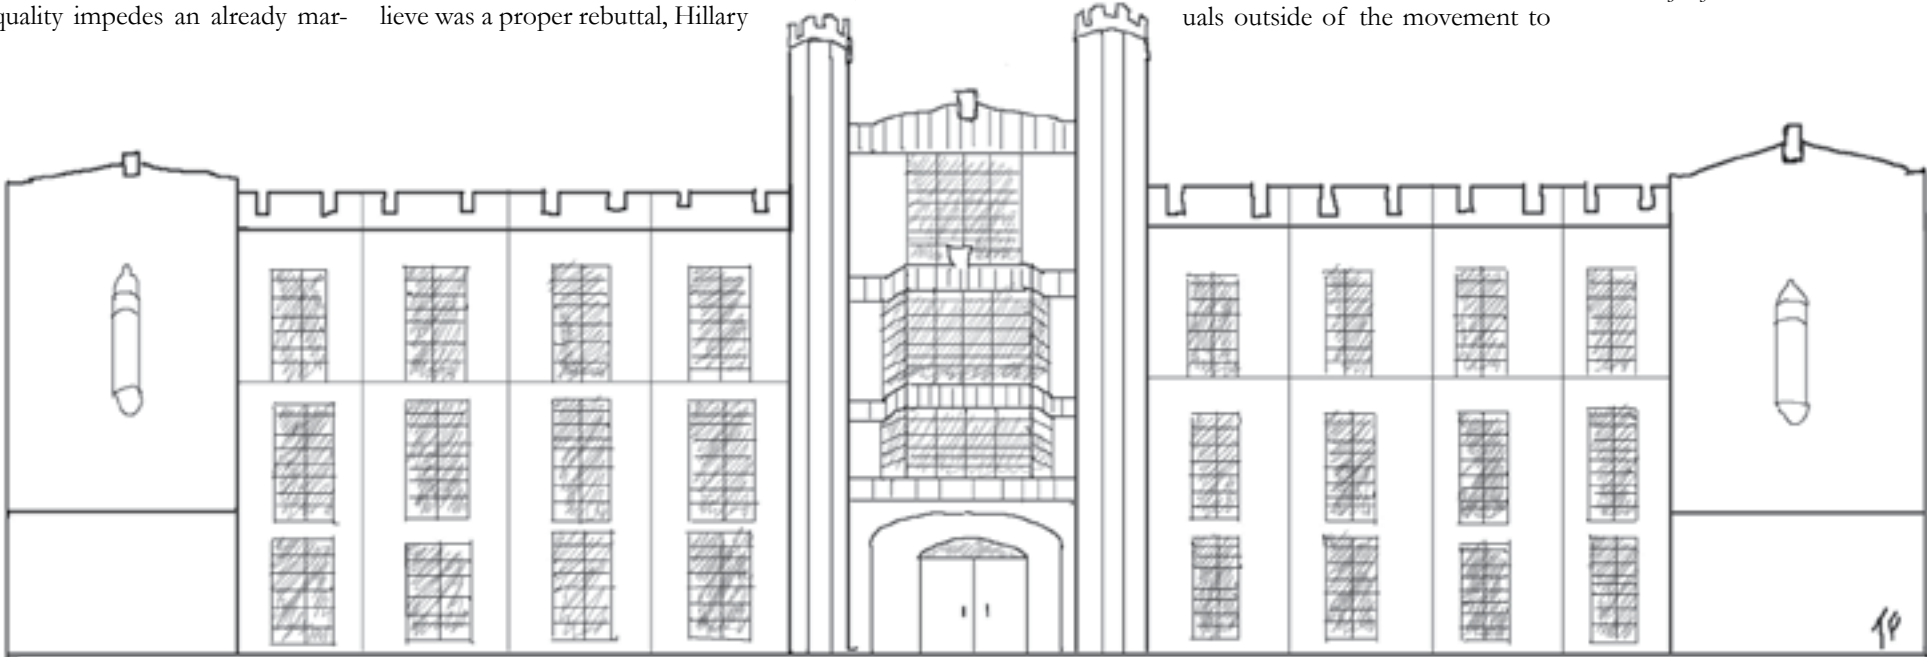 quality impedes an already mar-
lieve was a proper rebuttal, Hillary
uals outside of the movement to